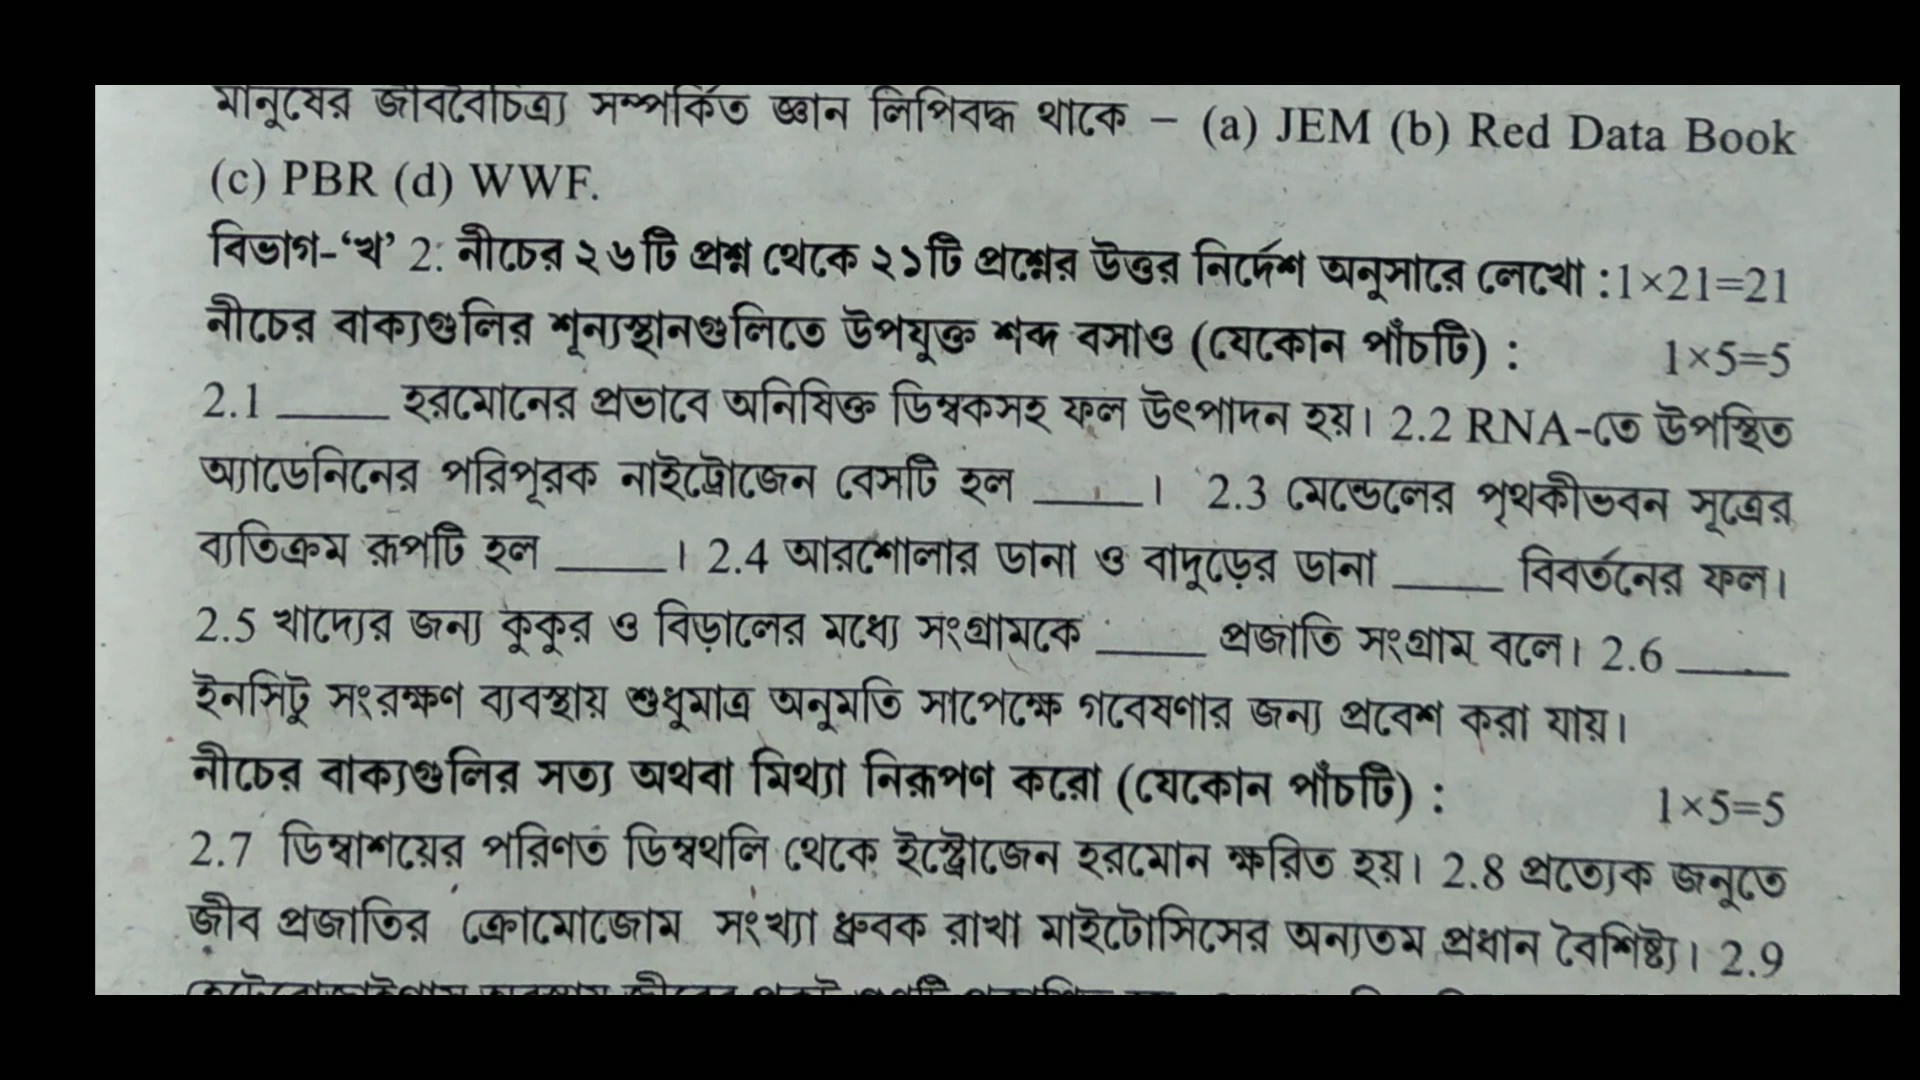 মানুষের জীববৈচিত্র্য সম্পর্কিত জ্ঞান লিপিবদ্ধ থাকে – (a) JEM (b) Red Data Book
(c) PBR (d) WWF.
বিভাগ-‘খ’ 2. নীচের ২৬টি প্রশ্ন থেকে ২১টি প্রশ্নের উত্তর নির্দেশ অনুসারে লেখো : 1×21=21
নীচের বাক্যগুলির শূন্যস্থানগুলিতে উপযুক্ত শব্দ বসাও (যেকোন পাঁচটি) : 1×5=5
2.1 _____ হরমোনের প্রভাবে অনিষিক্ত ডিম্বকসহ ফল উৎপাদন হয়। 2.2 RNA-তে উপস্থিত
অ্যাডেনিনের পরিপূরক নাইট্রোজেন বেসটি হল _____। 2.3 মেন্ডেলের পৃথকীভবন সূত্রের
ব্যতিক্রম রূপটি হল _____। 2.4 আরশোলার ডানা ও বাদুড়ের ডানা _____ বিবর্তনের ফল।
2.5 খাদ্যের জন্য কুকুর ও বিড়ালের মধ্যে সংগ্রামকে _____ প্রজাতি সংগ্রাম বলে। 2.6 _____
ইনসিটু সংরক্ষণ ব্যবস্থায় শুধুমাত্র অনুমতি সাপেক্ষে গবেষণার জন্য প্রবেশ করা যায়।
নীচের বাক্যগুলির সত্য অথবা মিথ্যা নিরূপণ করো (যেকোন পাঁচটি) : 1×5=5
2.7 ডিম্বাশয়ের পরিণত ডিম্বথলি থেকে ইস্ট্রোজেন হরমোন ক্ষরিত হয়। 2.8 প্রত্যেক জনুতে
জীব প্রজাতির ক্রোমোজোম সংখ্যা ধ্রুবক রাখা মাইটোসিসের অন্যতম প্রধান বৈশিষ্ট্য। 2.9